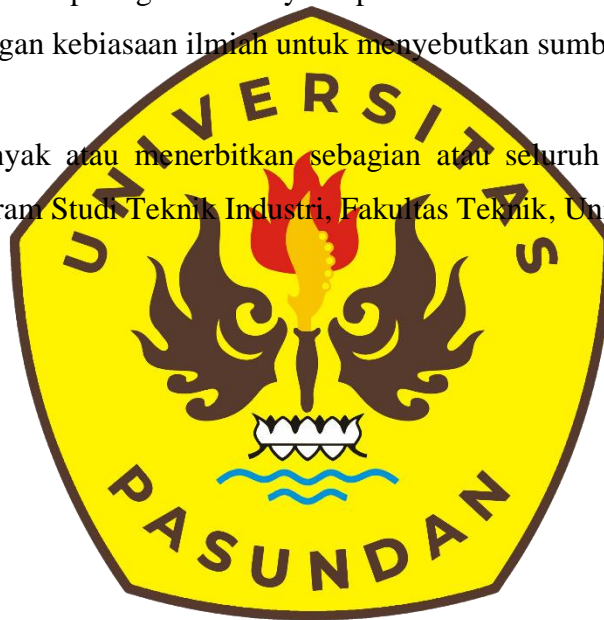 gan kebiasaan ilmiah untuk menyebutkan sumb
UNIVERSITAS
nyak atau menerbitkan sebagian atau seluruh
ram Studi Teknik Industri, Fakultas Teknik, Un
PASUNDAN